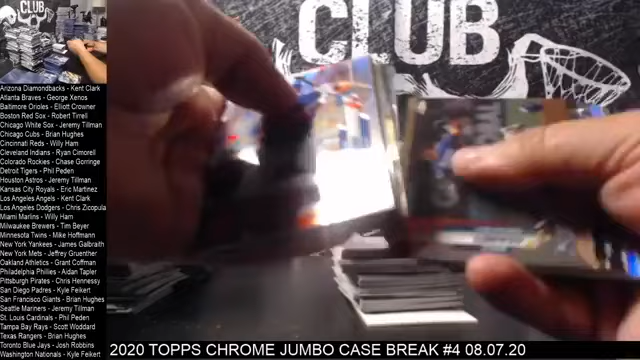 CLUB
CLUB
Arizona Diamondbacks - Kent Clark
Atlanta Braves - George Xenos
Baltimore Orioles - Elliott Crowner
Boston Red Sox - Robert Tirrell
Chicago White Sox - Jeremy Tillman
Chicago Cubs - Brian Hughes
Cincinnati Reds - Willy Ham
Cleveland Indians - Ryan Cimorell
Colorado Rockies - Chase Gorringe
Detroit Tigers - Phil Peden
Houston Astros - Jeremy Tillman
Kansas City Royals - Eric Martinez
Los Angeles Angels - Kent Clark
Los Angeles Dodgers - Chris Zicopula
Miami Marlins - Willy Ham
Milwaukee Brewers - Tim Beyer
Minnesota Twins - Mike Hoffmann
New York Yankees - James Galbraith
New York Mets - Jeffrey Gruenther
Oakland Athletics - Grant Coffman
Philadelphia Phillies - Aidan Tapler
Pittsburgh Pirates - Chris Hennessy
San Diego Padres - Kyle Feikert
San Francisco Giants - Brian Hughes
Seattle Mariners - Jeremy Tillman
St. Louis Cardinals - Phil Peden
Tampa Bay Rays - Scott Woddard
Texas Rangers - Brian Hughes
Toronto Blue Jays - Josh Robbins
Washington Nationals - Kyle Feikert
2020 TOPPS CHROME JUMBO CASE BREAK #4 08.07.20